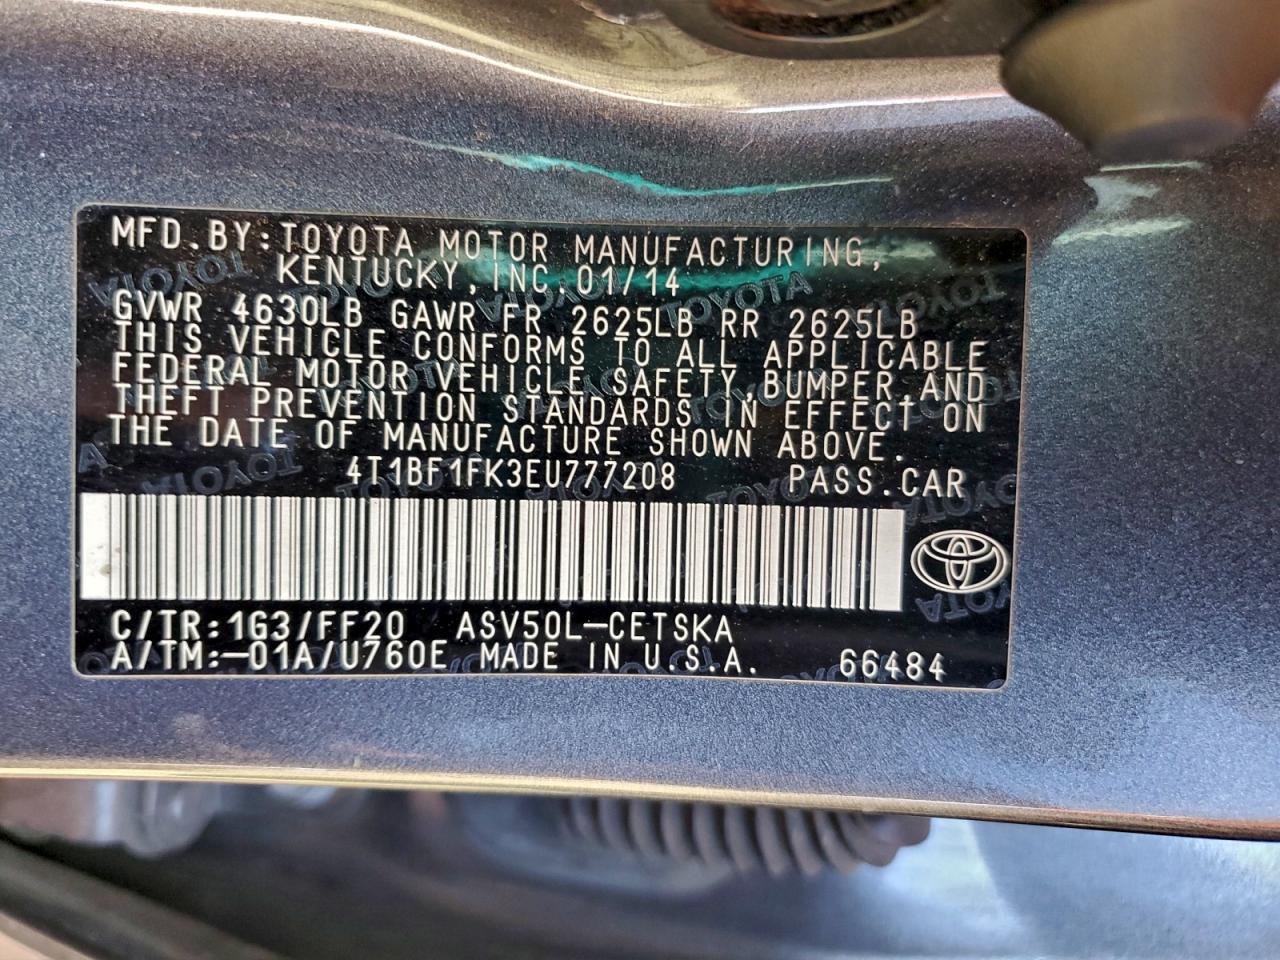 MFD.BY:TOYOTA MOTOR MANUFACTURING,
KENTUCKY, INC. 01/14
GVWR 4630LB GAWR FR 2625LB RR 2625LB
THIS VEHICLE CONFORMS TO ALL APPLICABLE
FEDERAL MOTOR VEHICLE SAFETY,BUMPER,AND
THEFT PREVENTION STANDARDS IN EFFECT ON
THE DATE OF MANUFACTURE SHOWN ABOVE.
4T1BF1FK3EU777208 PASS.CAR
C/TR:1G3/FF20 ASV50L-CETSKA
A/TM:-01A/U760E MADE IN U.S.A. 66484